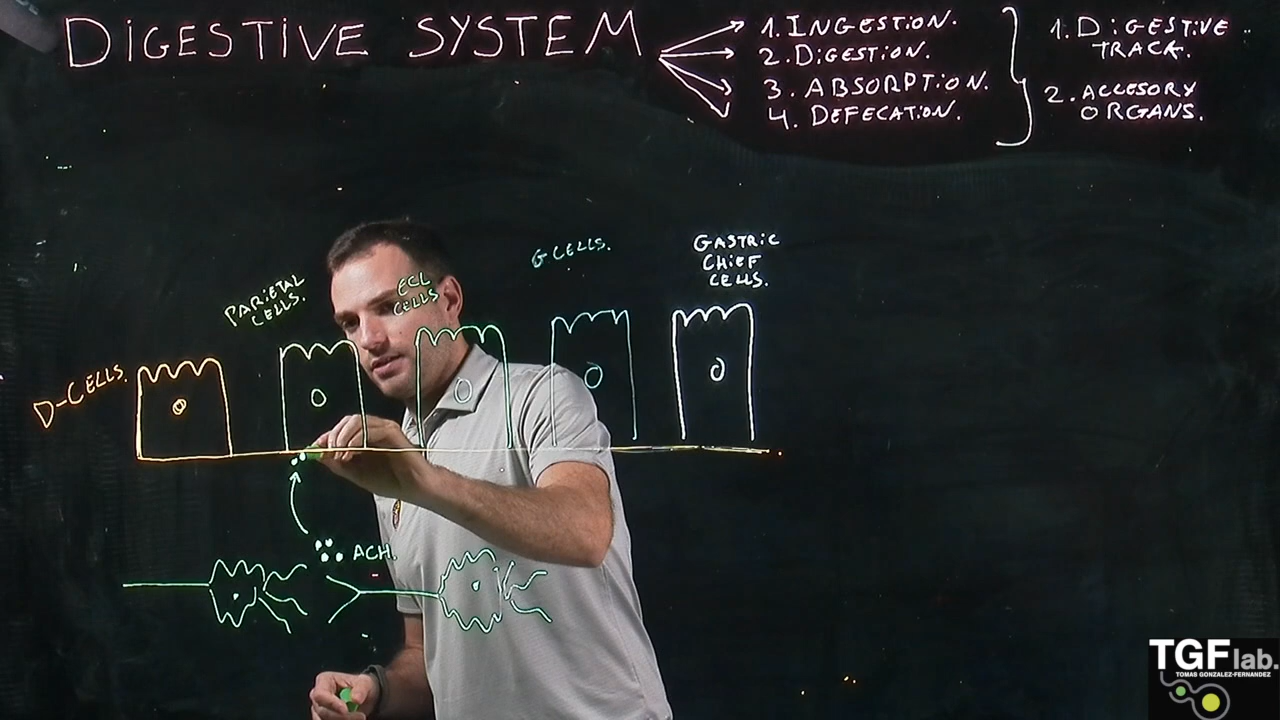 DIGESTIVE SYSTEM
1. INGESTION.
2. DIGESTION.
3. ABSORPTION.
4. DEFECATION.
1. DIGESTIVE
TRACK.
2. ACCESORY
ORGANS.
D-CELLS.
PARIETAL
CELLS.
ECL
CELLS
G CELLS.
GASTRIC
CHIEF
CELLS.
ACH.
TGF lab.
TOMAS GONZALEZ-FERNANDEZ